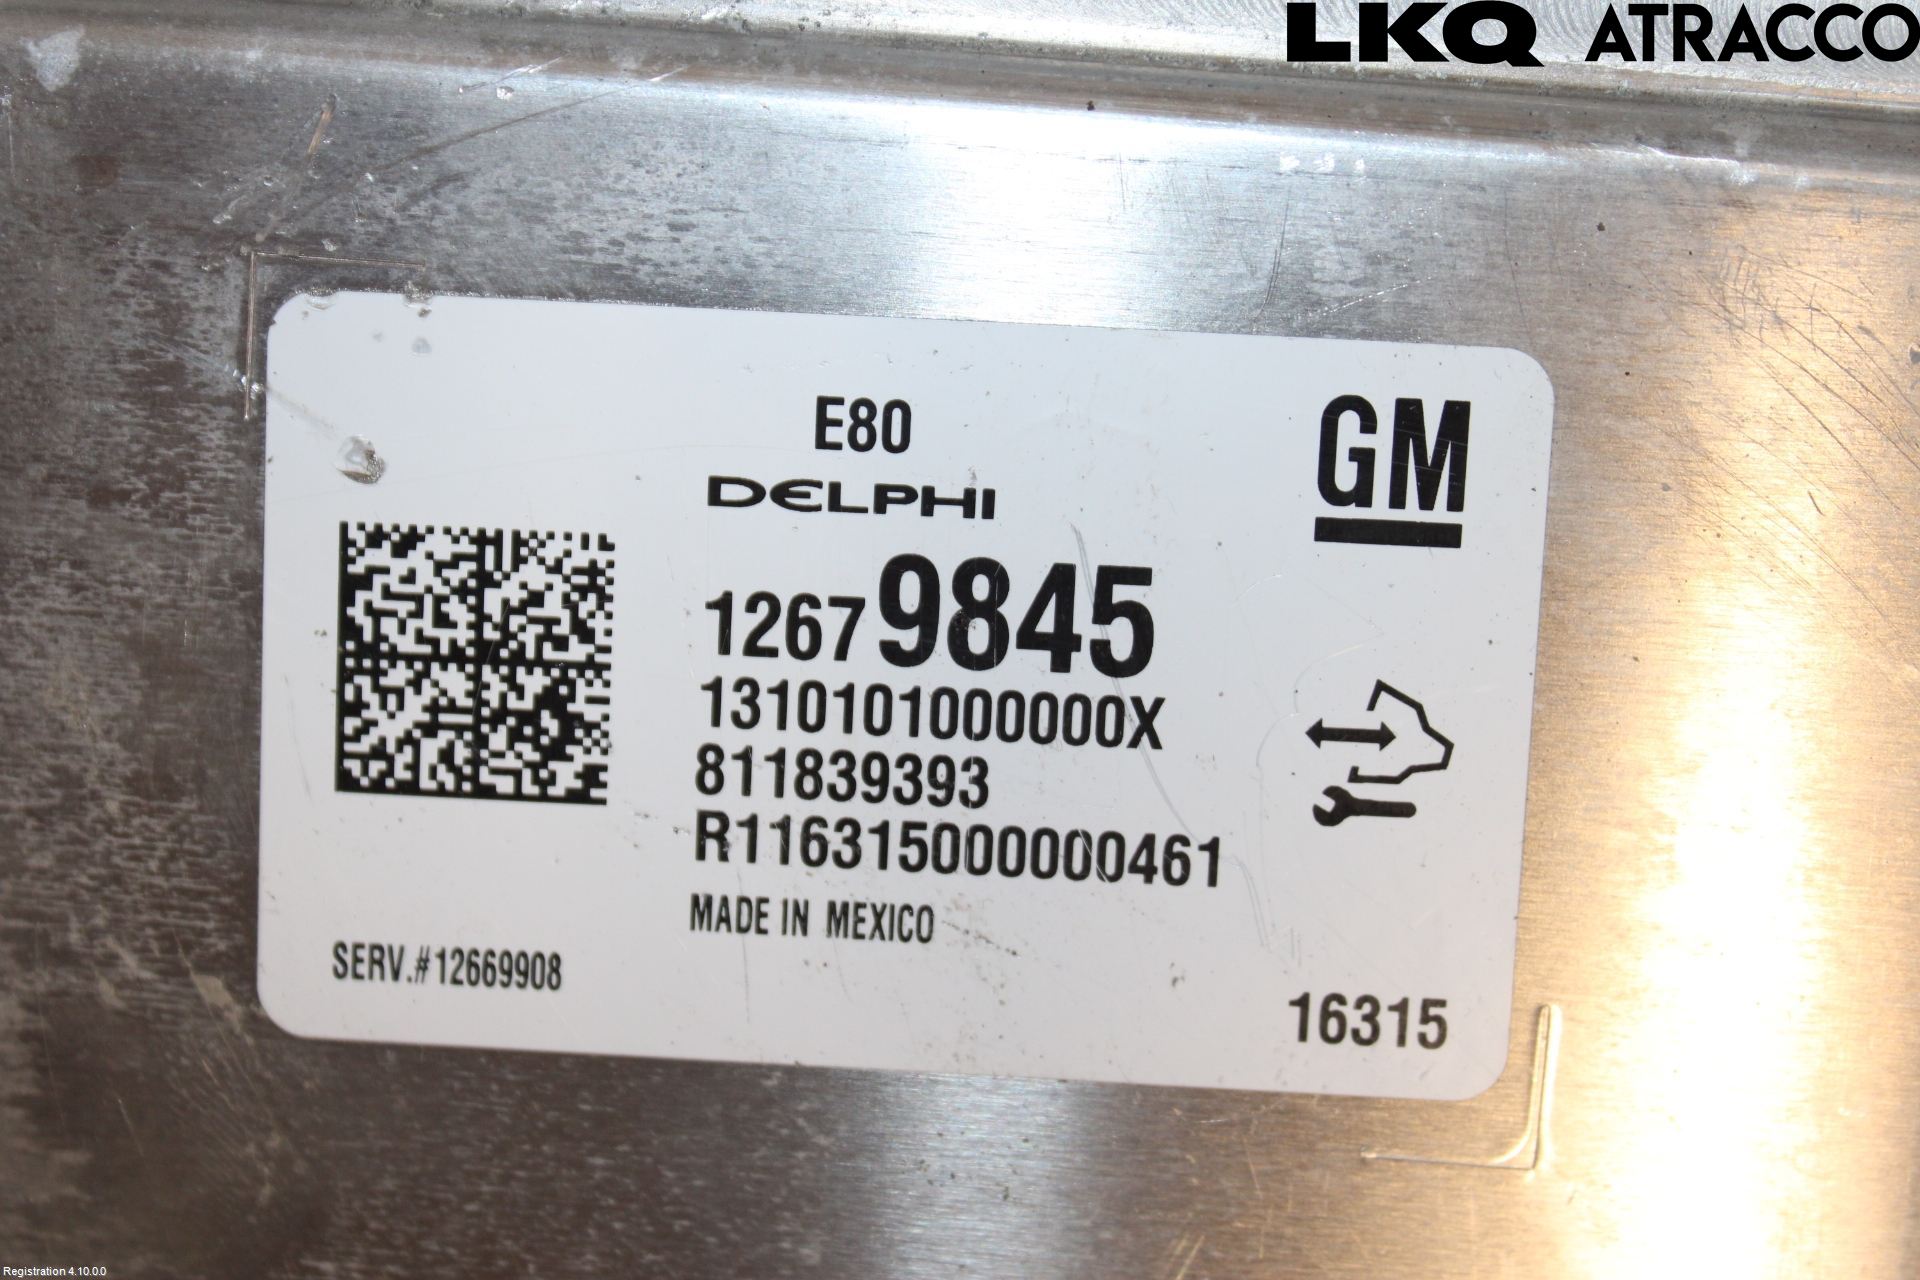 LKQ ATRACCO
E80
GM
DELPHI
12679845
1310101000000X
811839393
R116315000000461
MADE IN MEXICO
SERV.#12669908
16315
Registration 4.10.0.0